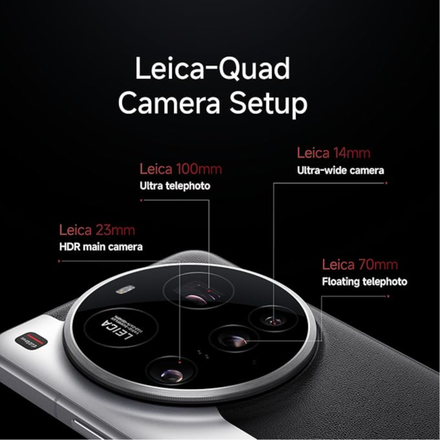 Leica-Quad
Camera Setup
Leica 100mm
Ultra telephoto
Leica 14mm
Ultra-wide camera
Leica 23mm
HDR main camera
Leica 70mm
Floating telephoto
LEICA